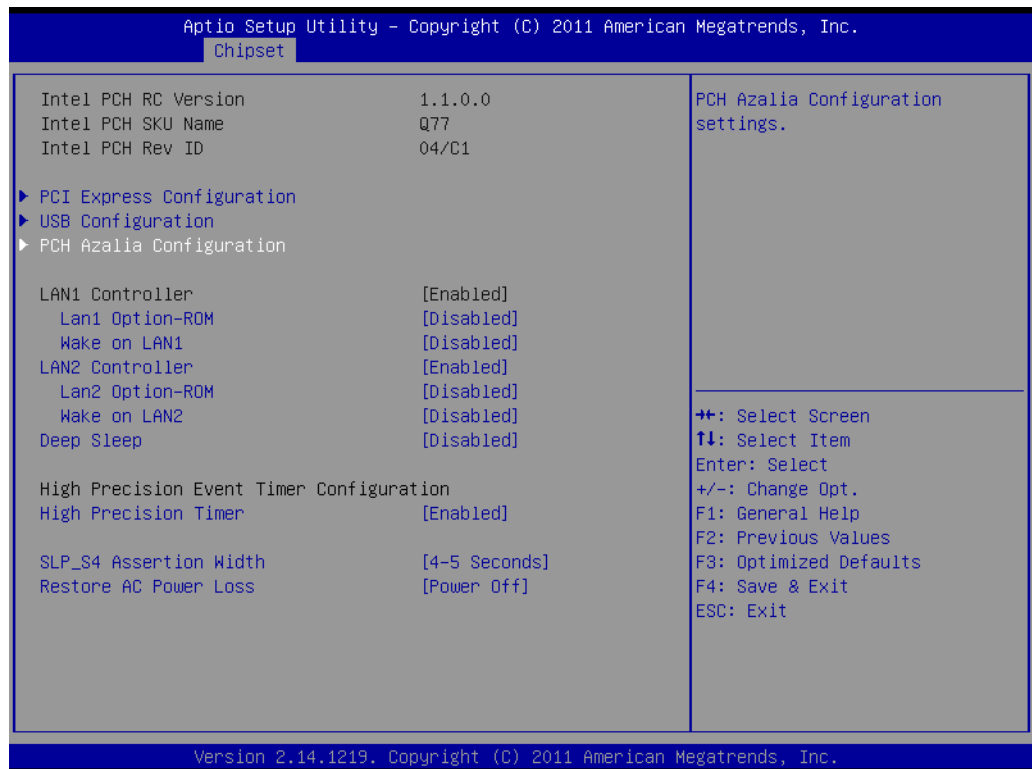 Aptio Setup Utility – Copyright (C) 2011 American Megatrends, Inc.
Chipset
Intel PCH RC Version 1.1.0.0
Intel PCH SKU Name Q77
Intel PCH Rev ID 04/C1
PCI Express Configuration
USB Configuration
PCH Azalia Configuration
LAN1 Controller [Enabled]
Lan1 Option-ROM [Disabled]
Wake on LAN1 [Disabled]
LAN2 Controller [Enabled]
Lan2 Option-ROM [Disabled]
Wake on LAN2 [Disabled]
Deep Sleep [Disabled]
High Precision Event Timer Configuration
High Precision Timer [Enabled]
SLP_S4 Assertion Width [4-5 Seconds]
Restore AC Power Loss [Power Off]
PCH Azalia Configuration
settings.
→←: Select Screen
↑↓: Select Item
Enter: Select
+/-: Change Opt.
F1: General Help
F2: Previous Values
F3: Optimized Defaults
F4: Save & Exit
ESC: Exit
Version 2.14.1219. Copyright (C) 2011 American Megatrends, Inc.